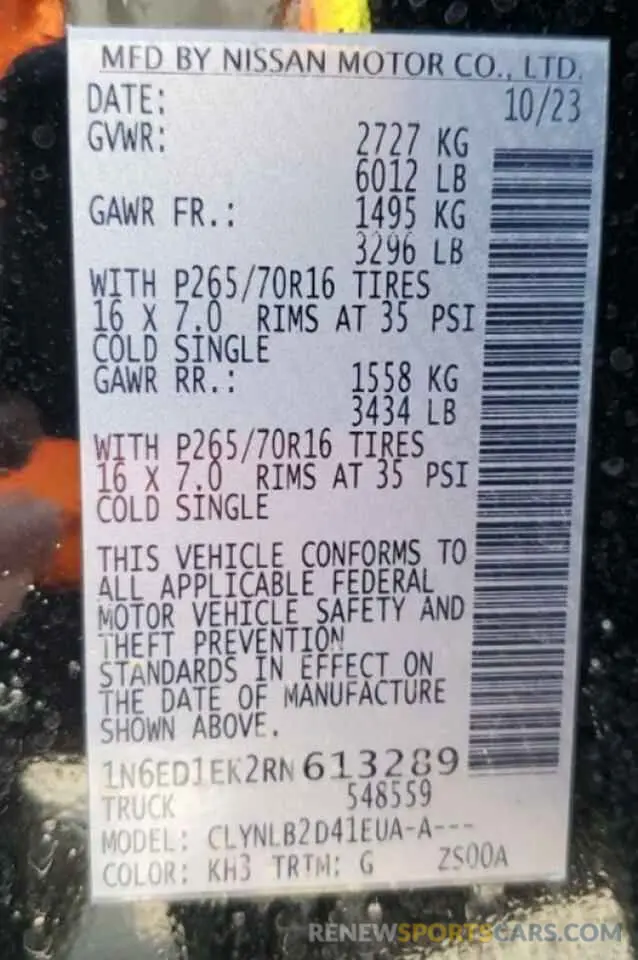 MFD BY NISSAN MOTOR CO., LTD.
DATE: 10/23
GVWR: 2727 KG
6012 LB
GAWR FR.: 1495 KG
3296 LB
WITH P265/70R16 TIRES
16 X 7.0 RIMS AT 35 PSI
COLD SINGLE
GAWR RR.: 1558 KG
3434 LB
WITH P265/70R16 TIRES
16 X 7.0 RIMS AT 35 PSI
COLD SINGLE
THIS VEHICLE CONFORMS TO
ALL APPLICABLE FEDERAL
MOTOR VEHICLE SAFETY AND
THEFT PREVENTION
STANDARDS IN EFFECT ON
THE DATE OF MANUFACTURE
SHOWN ABOVE.
1N6ED1EK2RN613289
TRUCK 548559
MODEL: CLYNLB2D41EUA-A---
COLOR: KH3 TRTM: G ZS00A
RENEWSPORTSCARS.COM